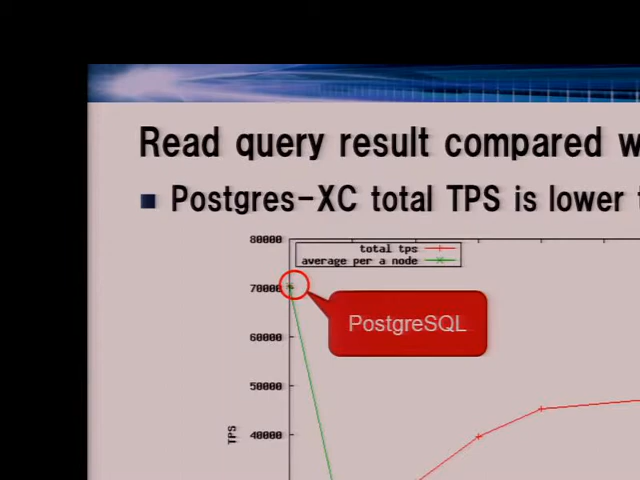 Read query result compared
Postgres-XC total TPS is lower
80000
total tps
average per a node
70000
PostgreSQL
60000
50000
TPS
40000